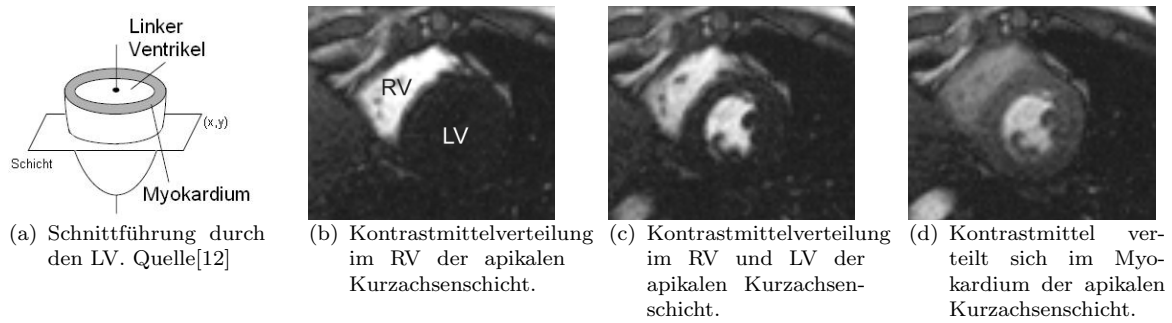 Linker
Ventrikel
(x,y)
Schicht
Myokardium
(a) Schnittführung durch
den LV. Quelle[12]
RV
LV
(b) Kontrastmittelverteilung
im RV der apikalen
Kurzachsenschicht.
(c) Kontrastmittelverteilung
im RV und LV der
apikalen Kurzachsen-
schicht.
(d) Kontrastmittel ver-
teilt sich im Myo-
kardium der apikalen
Kurzachsenschicht.